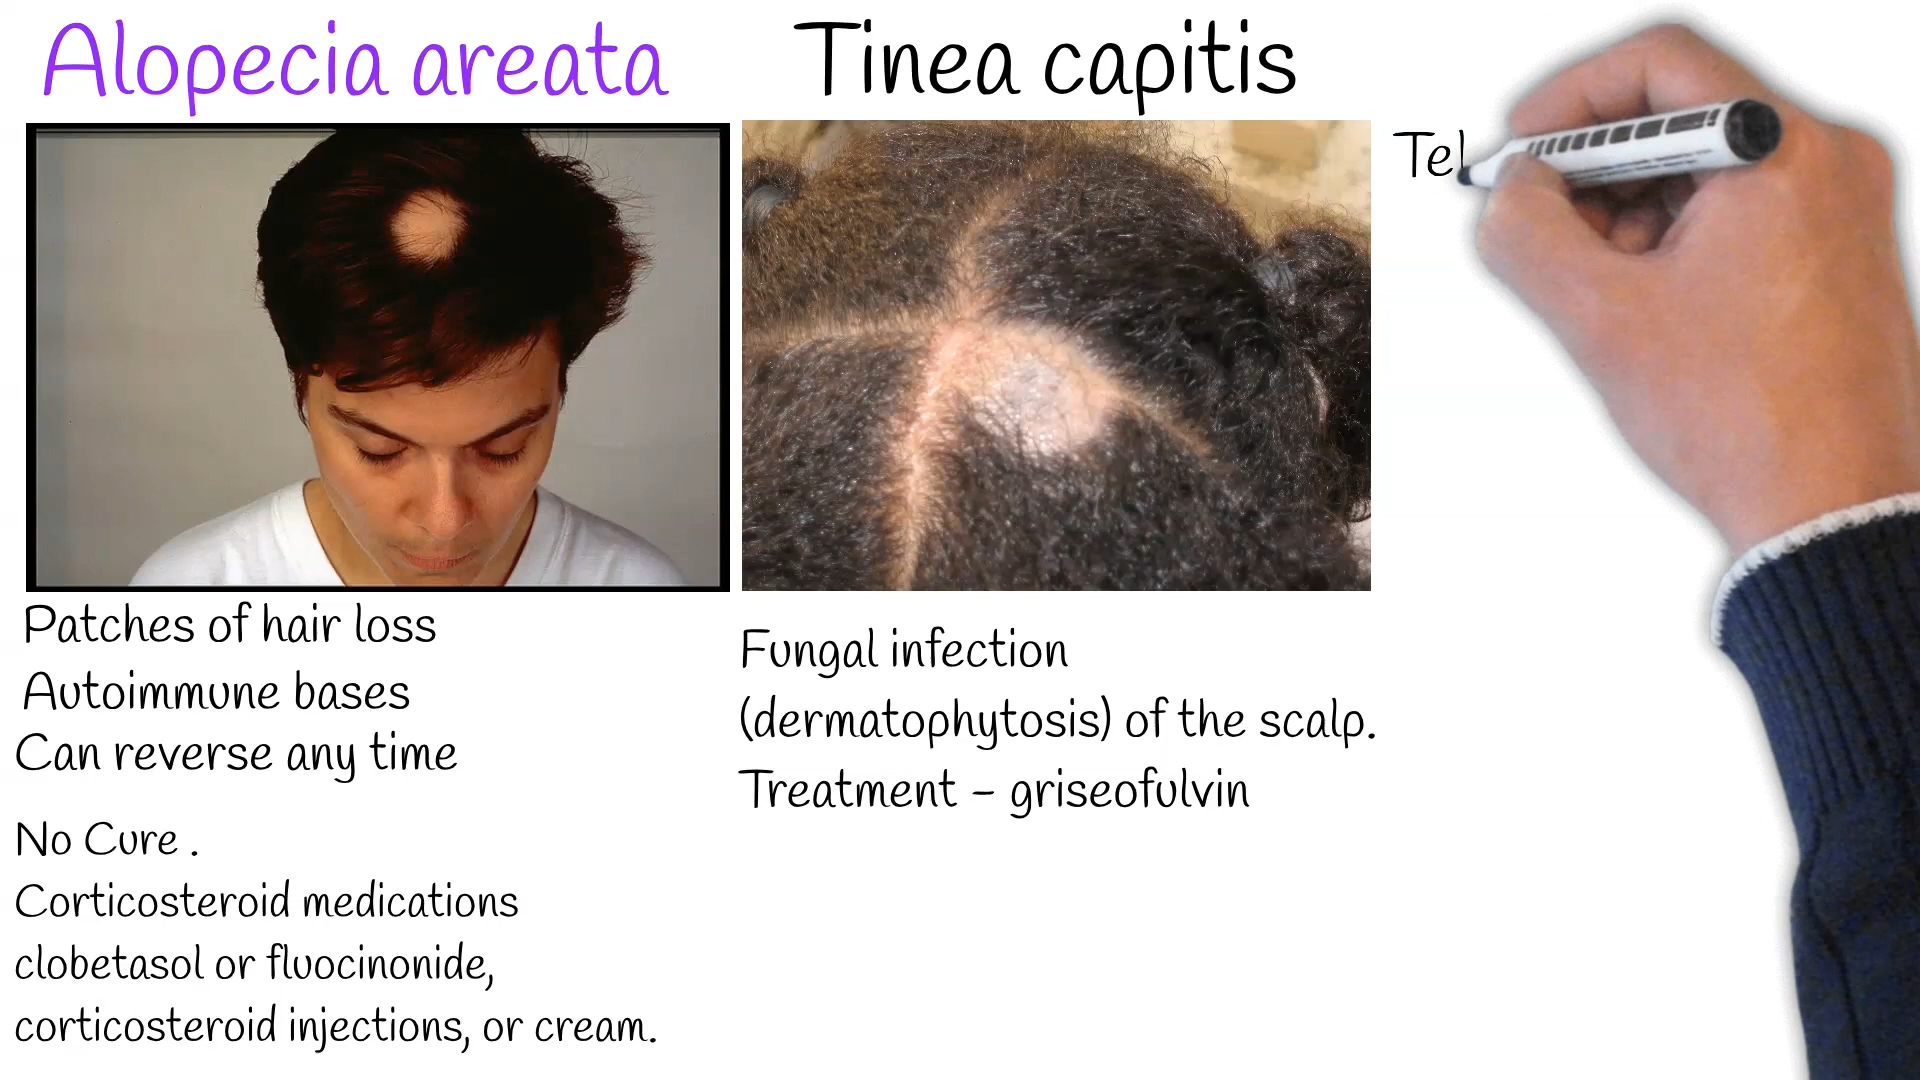 Alopecia areata
Patches of hair loss
Autoimmune bases
Can reverse any time
No Cure .
Corticosteroid medications
clobetasol or fluocinonide,
corticosteroid injections, or cream.
Tinea capitis
Fungal infection
(dermatophytosis) of the scalp.
Treatment - griseofulvin
Tel